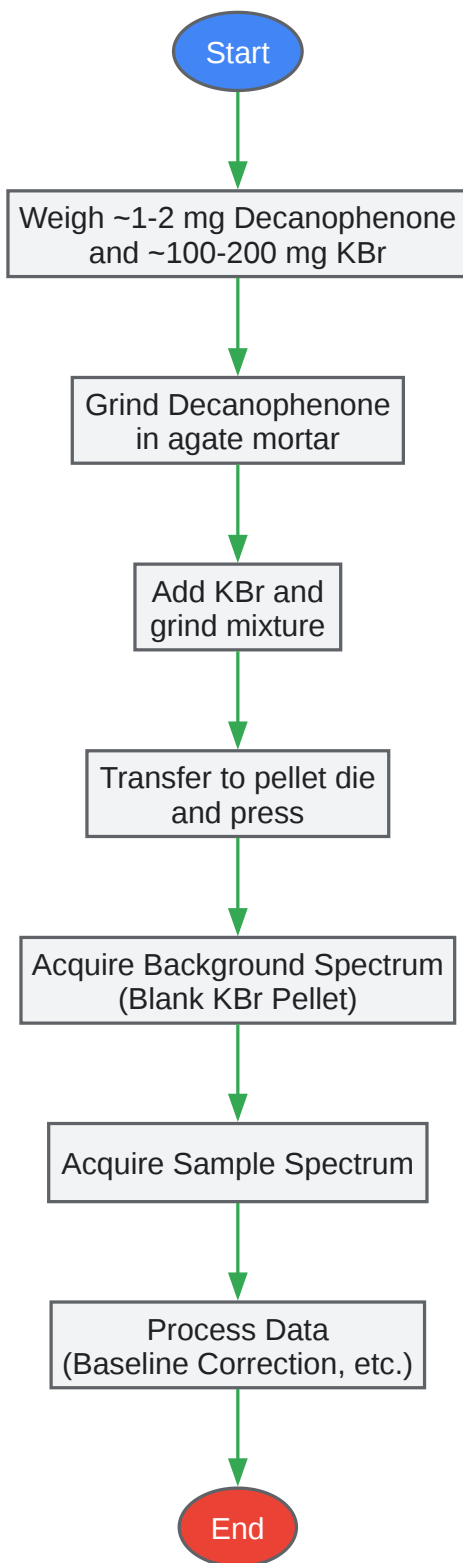 Start
Weigh ~1-2 mg Decanophenone
and ~100-200 mg KBr
Grind Decanophenone
in agate mortar
Add KBr and
grind mixture
Transfer to pellet die
and press
Acquire Background Spectrum
(Blank KBr Pellet)
Acquire Sample Spectrum
Process Data
(Baseline Correction, etc.)
End